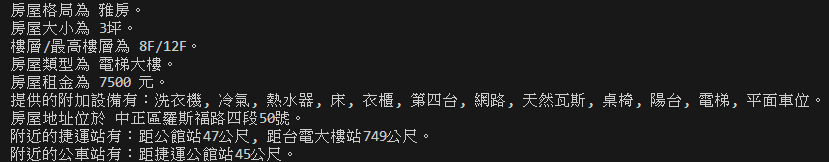 房屋格局為 雅房。
房屋大小為 3坪。
樓層/最高樓層為 8F/12F。
房屋類型為 電梯大樓。
房屋租金為 7500 元。
提供的附加設備有：洗衣機, 冷氣, 熱水器, 床, 衣櫃, 第四台, 網路, 天然瓦斯, 桌椅, 陽台, 電梯, 平面車位。
房屋地址位於 中正區羅斯福路四段50號。
附近的捷運站有：距公館站47公尺, 距台電大樓站749公尺。
附近的公車站有：距捷運公館站45公尺。